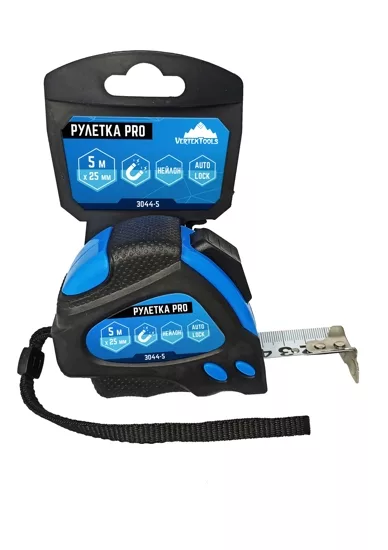 РУЛЕТКА PRO
VERTEXTOOLS
5 М
X 25 ММ
НЕЙЛОН
AUTO
LOCK
3044-5
РУЛЕТКА PRO
5 М
X 25 ММ
НЕЙЛОН
AUTO
LOCK
3044-5